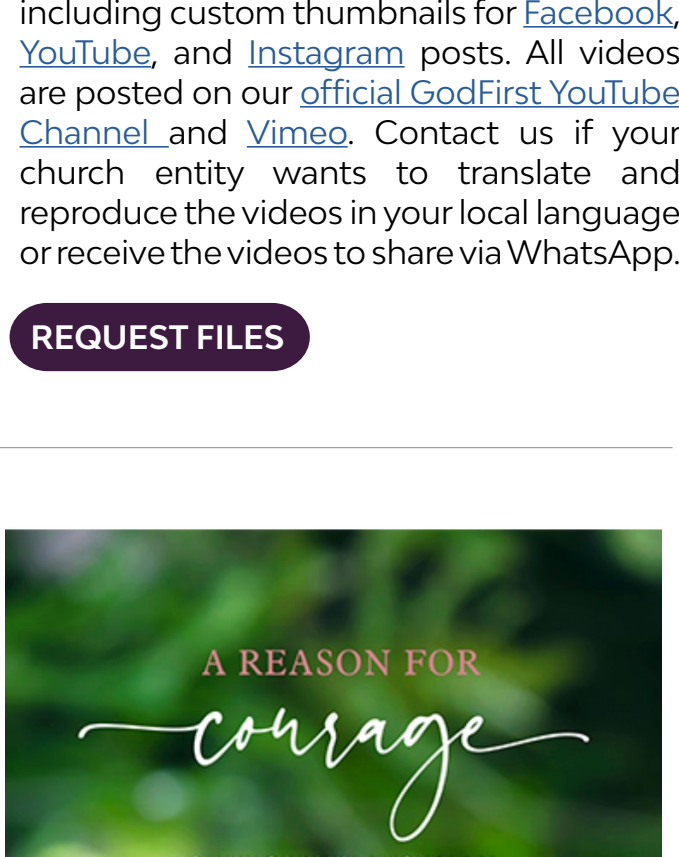 including custom thumbnails for Facebook,
YouTube, and Instagram posts. All videos
are posted on our official GodFirst YouTube
Channel and Vimeo. Contact us if your
church entity wants to translate and
reproduce the videos in your local language
or receive the videos to share via WhatsApp.
REQUEST FILES
A REASON FOR
courage